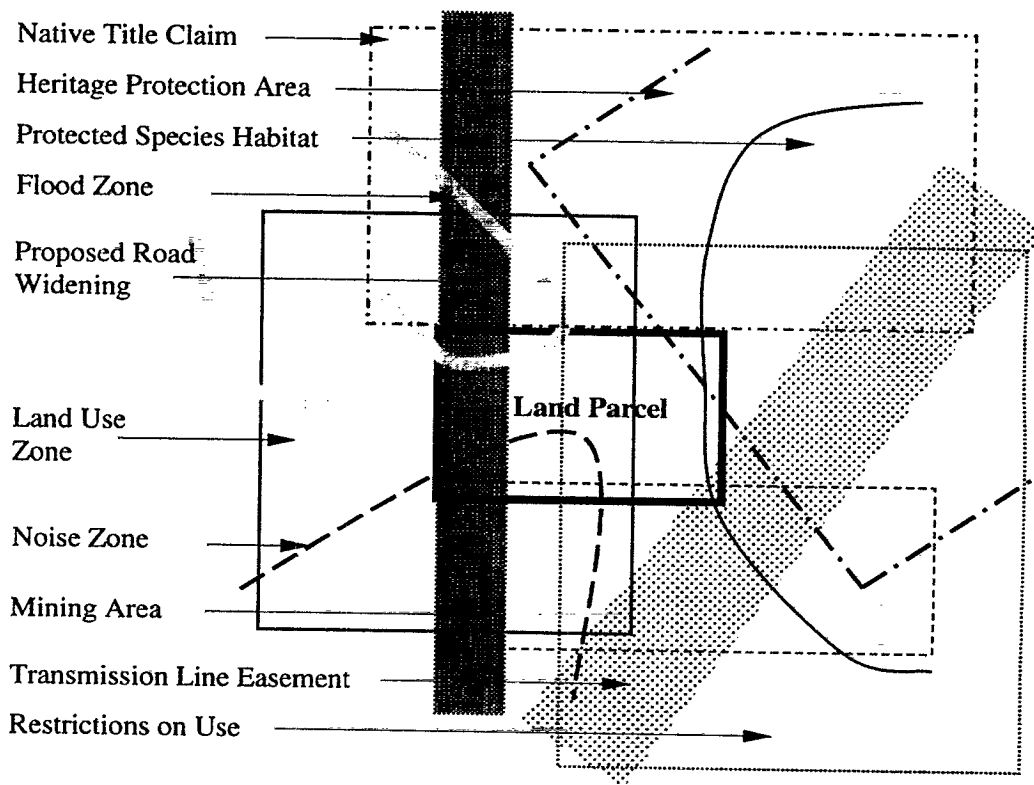 Native Title Claim
Heritage Protection Area
Protected Species Habitat
Flood Zone
Proposed Road
Widening
Land Parcel
Land Use
Zone
Noise Zone
Mining Area
Transmission Line Easement
Restrictions on Use